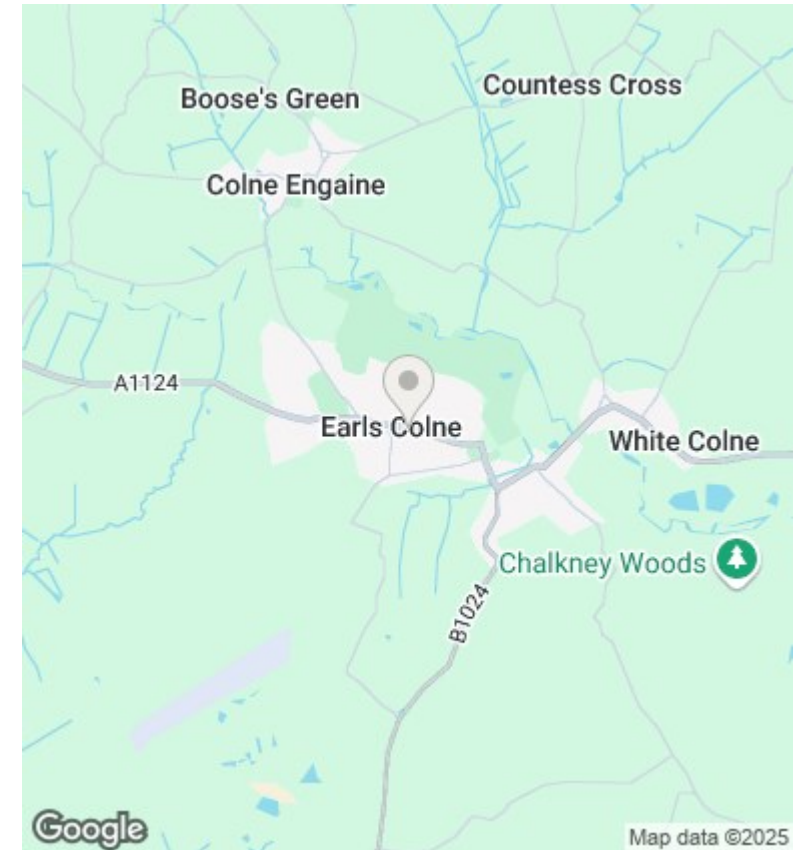 Boose's Green
Countess Cross
Colne Engaine
A1124
Earls Colne
White Colne
Chalkney Woods
B1024
Google
Map data ©2025